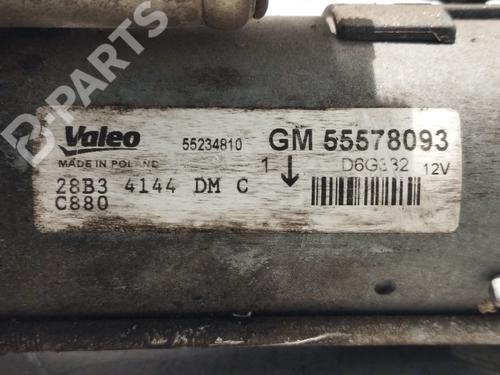 B-PARTS
Valeo 55234810 GM 55578093
MADE IN POLAND 1 D6G332 12V
28B3 4144 DM C
C880